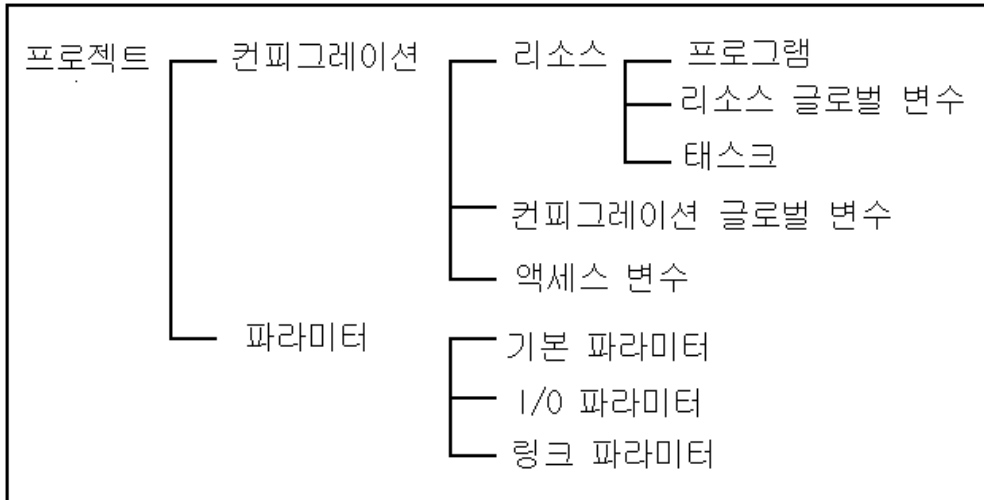 프로젝트 컨피그레이션 리소스 프로그램
리소스 글로벌 변수
태스크
컨피그레이션 글로벌 변수
액세스 변수
파라미터 기본 파라미터
I/O 파라미터
링크 파라미터